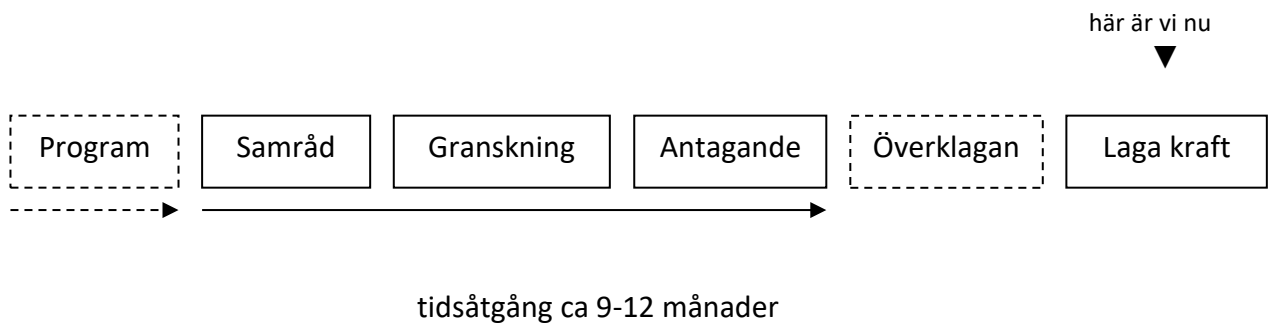 här är vi nu
Program Samråd Granskning Antagande Överklagan Laga kraft
tidsåtgång ca 9-12 månader